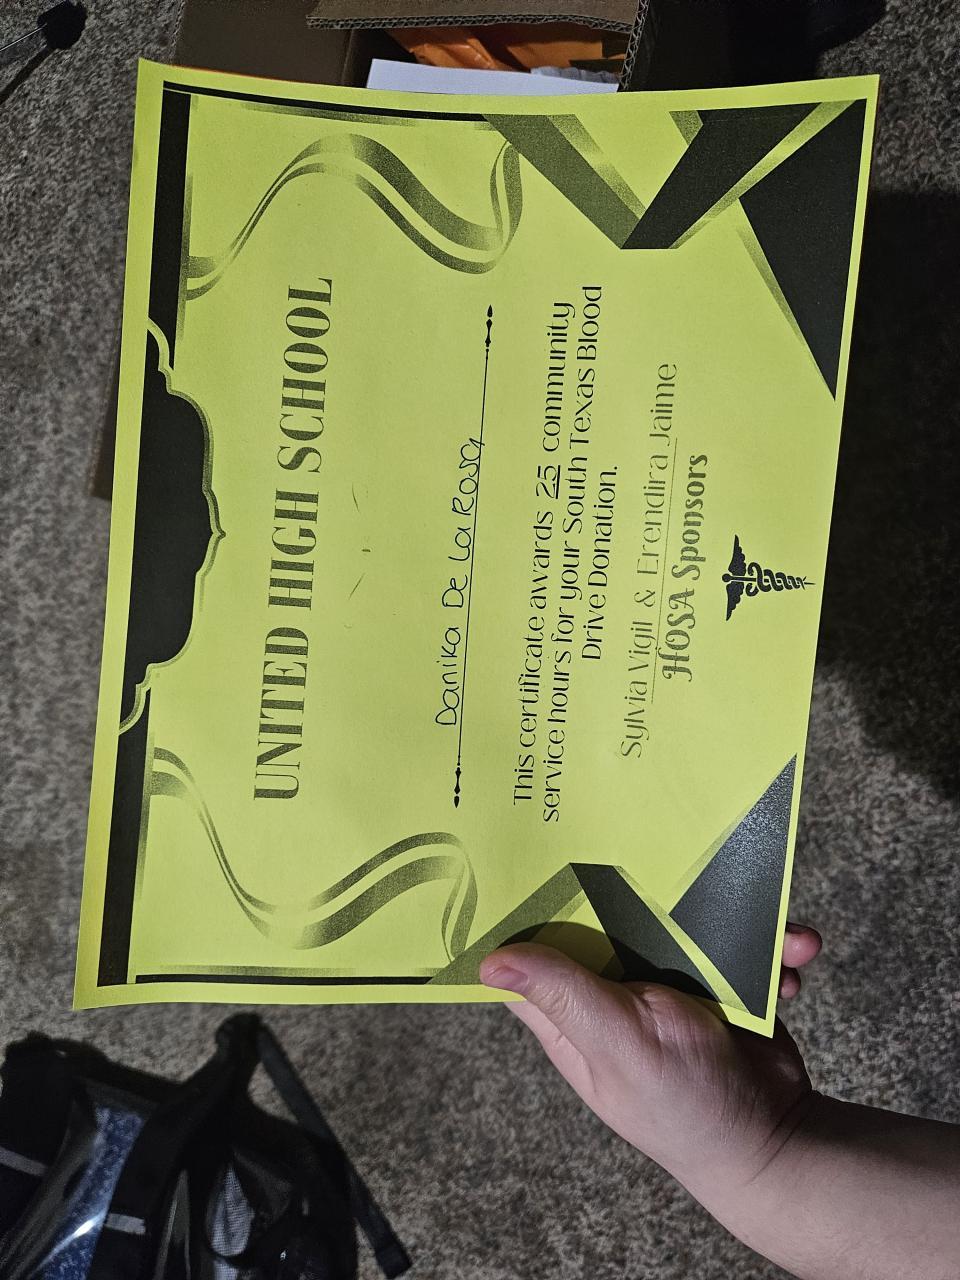 UNITED HIGH SCHOOL
Danika De La Rosa
This certificate awards 25 community
service hours for your South Texas Blood
Drive Donation.
Sylvia Vigil & Erendira Jaime
HOSA Sponsors